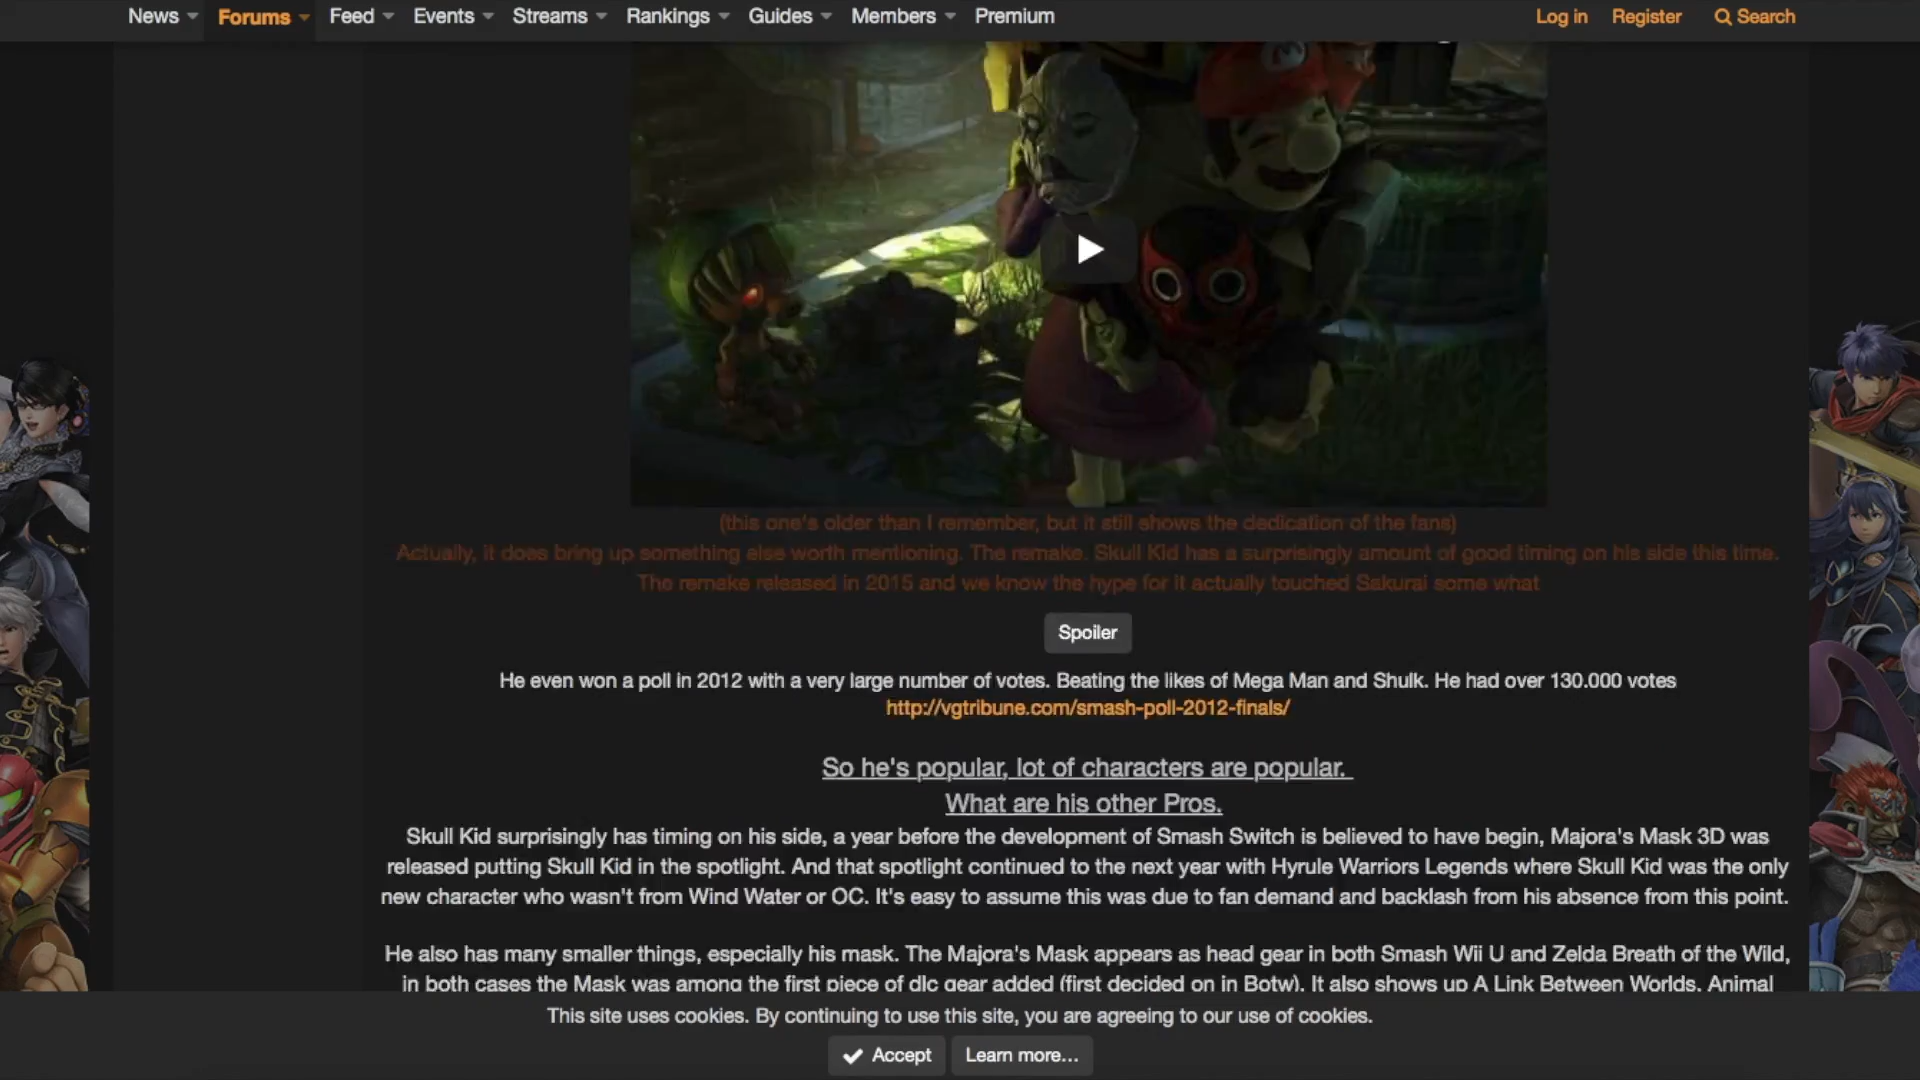 News Forums Feed Events Streams Rankings Guides Members Premium Log in Register Search
(this one's older than I remember, but it still shows the dedication of the fans)
Actually, it does bring up something else worth mentioning. The remake. Skull Kid has a surprisingly amount of good timing on his side this time.
The remake released in 2015 and we know the hype for it actually touched Sakurai some what
Spoiler
He even won a poll in 2012 with a very large number of votes. Beating the likes of Mega Man and Shulk. He had over 130.000 votes
http://vgtribune.com/smash-poll-2012-finals/
So he's popular, lot of characters are popular.
What are his other Pros.
Skull Kid surprisingly has timing on his side, a year before the development of Smash Switch is believed to have begin, Majora's Mask 3D was
released putting Skull Kid in the spotlight. And that spotlight continued to the next year with Hyrule Warriors Legends where Skull Kid was the only
new character who wasn't from Wind Water or OC. It's easy to assume this was due to fan demand and backlash from his absence from this point.
He also has many smaller things, especially his mask. The Majora's Mask appears as head gear in both Smash Wii U and Zelda Breath of the Wild,
in both cases the Mask was among the first piece of dlc gear added (first decided on in Botw). It also shows up A Link Between Worlds, Animal
This site uses cookies. By continuing to use this site, you are agreeing to our use of cookies.
Accept Learn more...